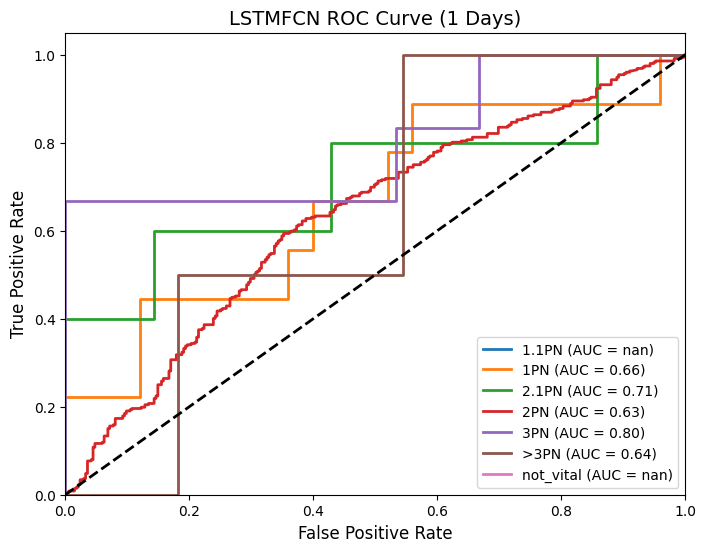 LSTMFCN ROC Curve (1 Days)
True Positive Rate
1.0
0.8
0.6
0.4
0.2
0.0
1.1PN (AUC = nan)
1PN (AUC = 0.66)
2.1PN (AUC = 0.71)
2PN (AUC = 0.63)
3PN (AUC = 0.80)
>3PN (AUC = 0.64)
not_vital (AUC = nan)
0.0 0.2 0.4 0.6 0.8 1.0
False Positive Rate